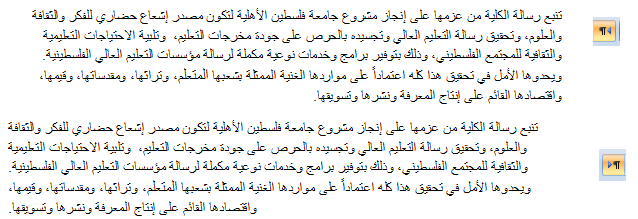 تنبع رسالة الكلية من عزمها على إنجاز مشروع جامعة فلسطين الأهلية لتكون مصدر إشعاع حضاري للفكر والثقافة
والعلوم، وتحقيق رسالة التعليم العالي وتجسيده بالحرص على جودة مخرجات التعليم، وتلبية الاحتياجات التعليمية
والثقافية للمجتمع الفلسطيني، وذلك بتوفير برامج وخدمات نوعية مكملة لرسالة مؤسسات التعليم العالي الفلسطينية.
ويحدوها الأمل في تحقيق هذا كله اعتماداً على مواردها الغنية الممثلة بشعبها المتعلّم، وتراثها، ومقدساتها، وقيمها،
واقتصادها القائم على إنتاج المعرفة ونشرها وتسويقها.
تنبع رسالة الكلية من عزمها على إنجاز مشروع جامعة فلسطين الأهلية لتكون مصدر إشعاع حضاري للفكر والثقافة
والعلوم، وتحقيق رسالة التعليم العالي وتجسيده بالحرص على جودة مخرجات التعليم، وتلبية الاحتياجات التعليمية
والثقافية للمجتمع الفلسطيني، وذلك بتوفير برامج وخدمات نوعية مكملة لرسالة مؤسسات التعليم العالي الفلسطينية.
ويحدوها الأمل في تحقيق هذا كله اعتماداً على مواردها الغنية الممثلة بشعبها المتعلّم، وتراثها، ومقدساتها، وقيمها،
واقتصادها القائم على إنتاج المعرفة ونشرها وتسويقها.